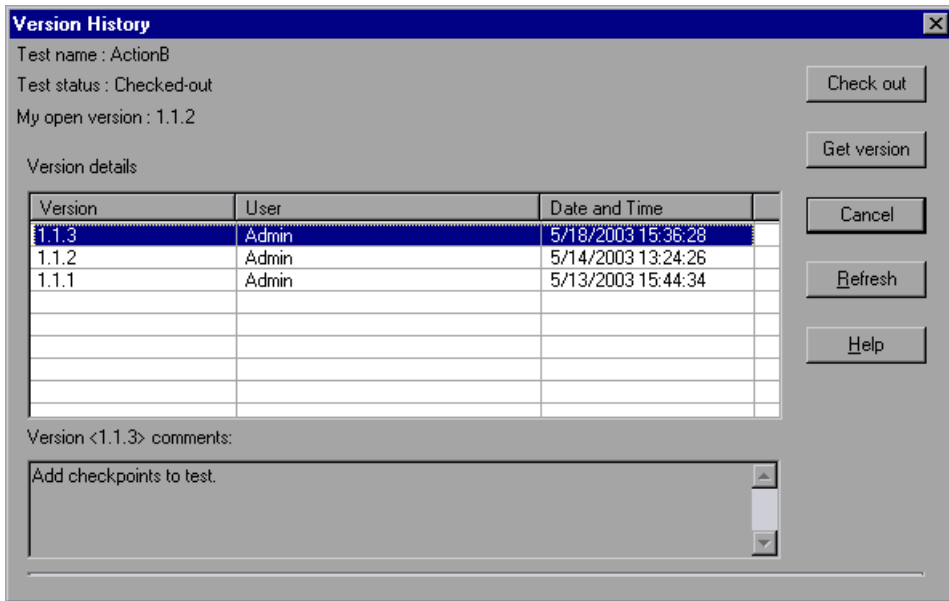 Version History
Test name : ActionB
Test status : Checked-out
My open version : 1.1.2
Check out
Get version
Cancel
Refresh
Help
Version details
Version User Date and Time
1.1.3 Admin 5/18/2003 15:36:28
1.1.2 Admin 5/14/2003 13:24:26
1.1.1 Admin 5/13/2003 15:44:34
Version <1.1.3> comments:
Add checkpoints to test.